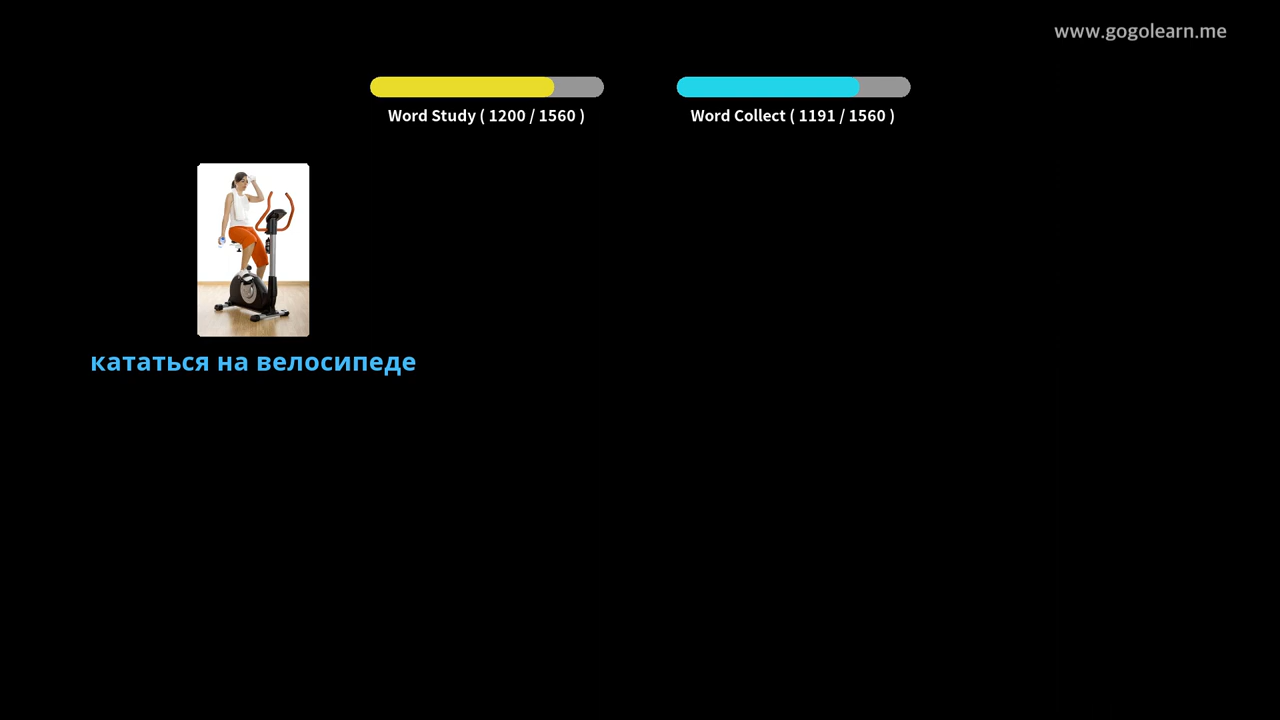 www.gogolearn.me
Word Study ( 1200 / 1560 )
Word Collect ( 1191 / 1560 )
кататься на велосипеде